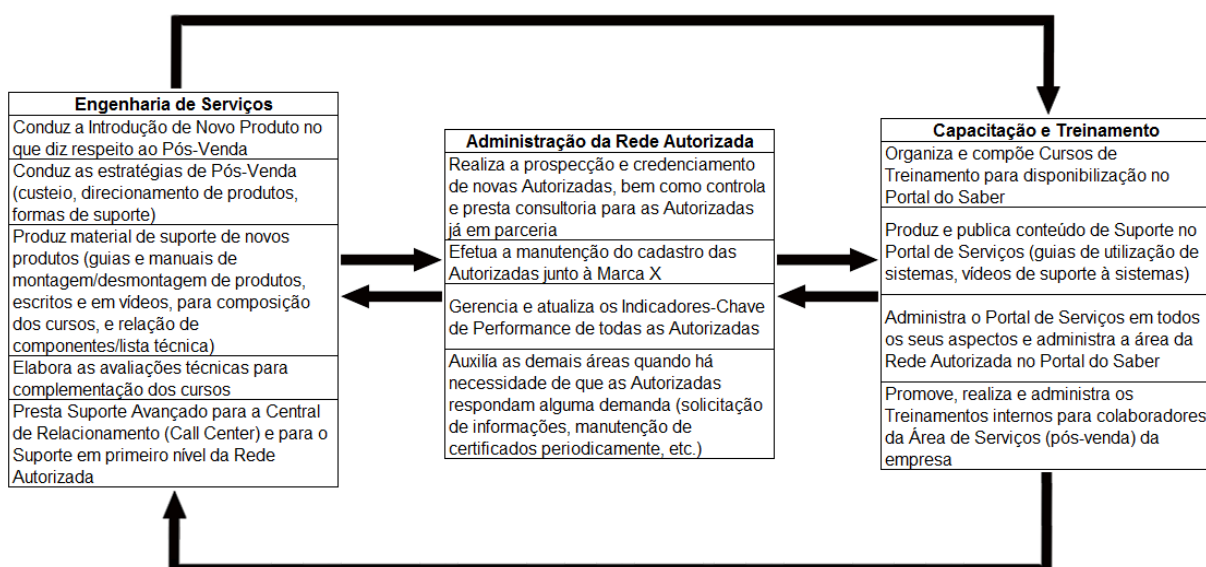 Engenharia de Serviços
Conduz a Introdução de Novo Produto no
que diz respeito ao Pós-Venda
Conduz as estratégias de Pós-Venda
(custeio, direcionamento de produtos,
formas de suporte)
Produz material de suporte de novos
produtos (guias e manuais de
montagem/desmontagem de produtos,
escritos e em vídeos, para composição
dos cursos, e relação de
componentes/lista técnica)
Elabora as avaliações técnicas para
complementação dos cursos
Presta Suporte Avançado para a Central
de Relacionamento (Call Center) e para o
Suporte em primeiro nível da Rede
Autorizada
Administração da Rede Autorizada
Realiza a prospecção e credenciamento
de novas Autorizadas, bem como controla
e presta consultoria para as Autorizadas
já em parceria
Efetua a manutenção do cadastro das
Autorizadas junto à Marca X
Gerencia e atualiza os Indicadores-Chave
de Performance de todas as Autorizadas
Auxilía as demais áreas quando há
necessidade de que as Autorizadas
respondam alguma demanda (solicitação
de informações, manutenção de
certificados periodicamente, etc.)
Capacitação e Treinamento
Organiza e compõe Cursos de
Treinamento para disponibilização no
Portal do Saber
Produz e publica conteúdo de Suporte no
Portal de Serviços (guias de utilização de
sistemas, vídeos de suporte à sistemas)
Administra o Portal de Serviços em todos
os seus aspectos e administra a área da
Rede Autorizada no Portal do Saber
Promove, realiza e administra os
Treinamentos internos para colaboradores
da Área de Serviços (pós-venda) da
empresa